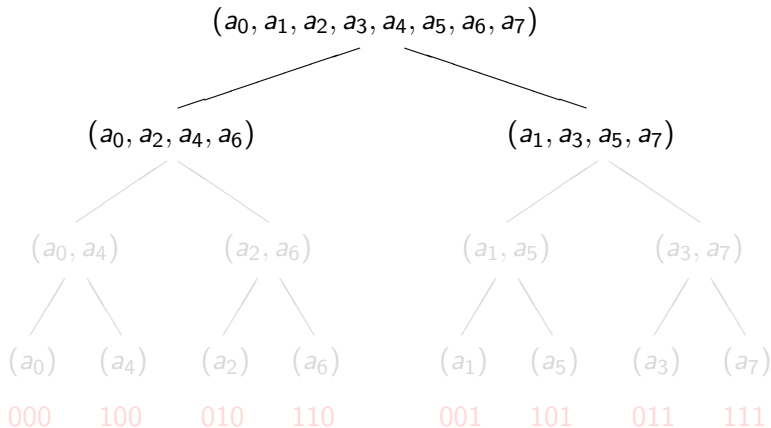 (a₀, a₁, a₂, a₃, a₄, a₅, a₆, a₇)
(a₀, a₂, a₄, a₆) (a₁, a₃, a₅, a₇)
(a₀, a₄) (a₂, a₆) (a₁, a₅) (a₃, a₇)
(a₀) (a₄) (a₂) (a₆) (a₁) (a₅) (a₃) (a₇)
000 100 010 110 001 101 011 111